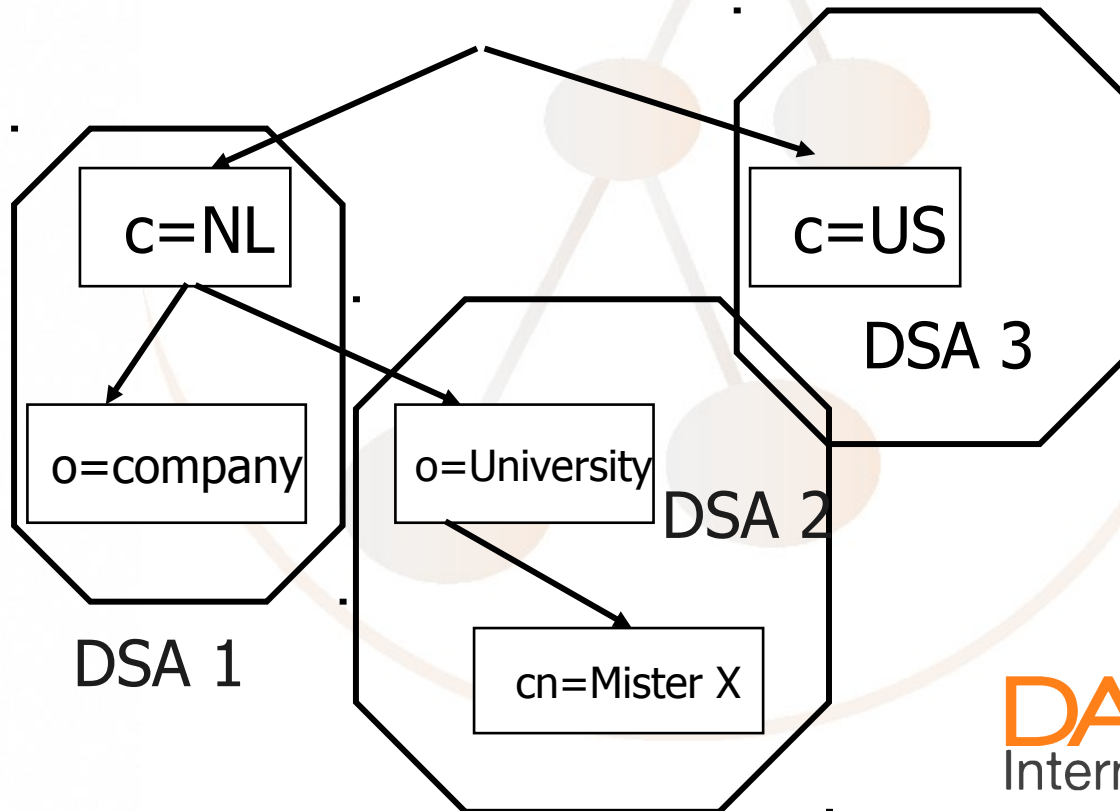 c=NL
c=US
DSA 3
o=company
o=University
DSA 2
DSA 1
cn=Mister X